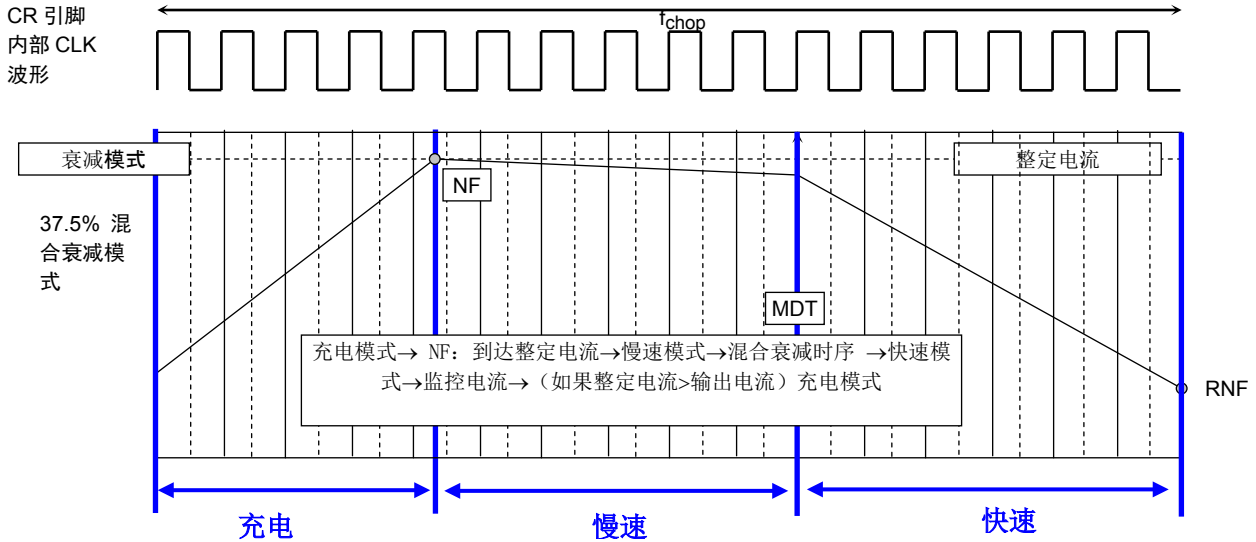 CR 引脚
内部 CLK
波形
fchop
衰减模式
整定电流
NF
37.5% 混
合衰减模
式
MDT
充电模式→ NF：到达整定电流→慢速模式→混合衰减时序 →快速模
式→监控电流→（如果整定电流>输出电流）充电模式
RNF
充电
慢速
快速